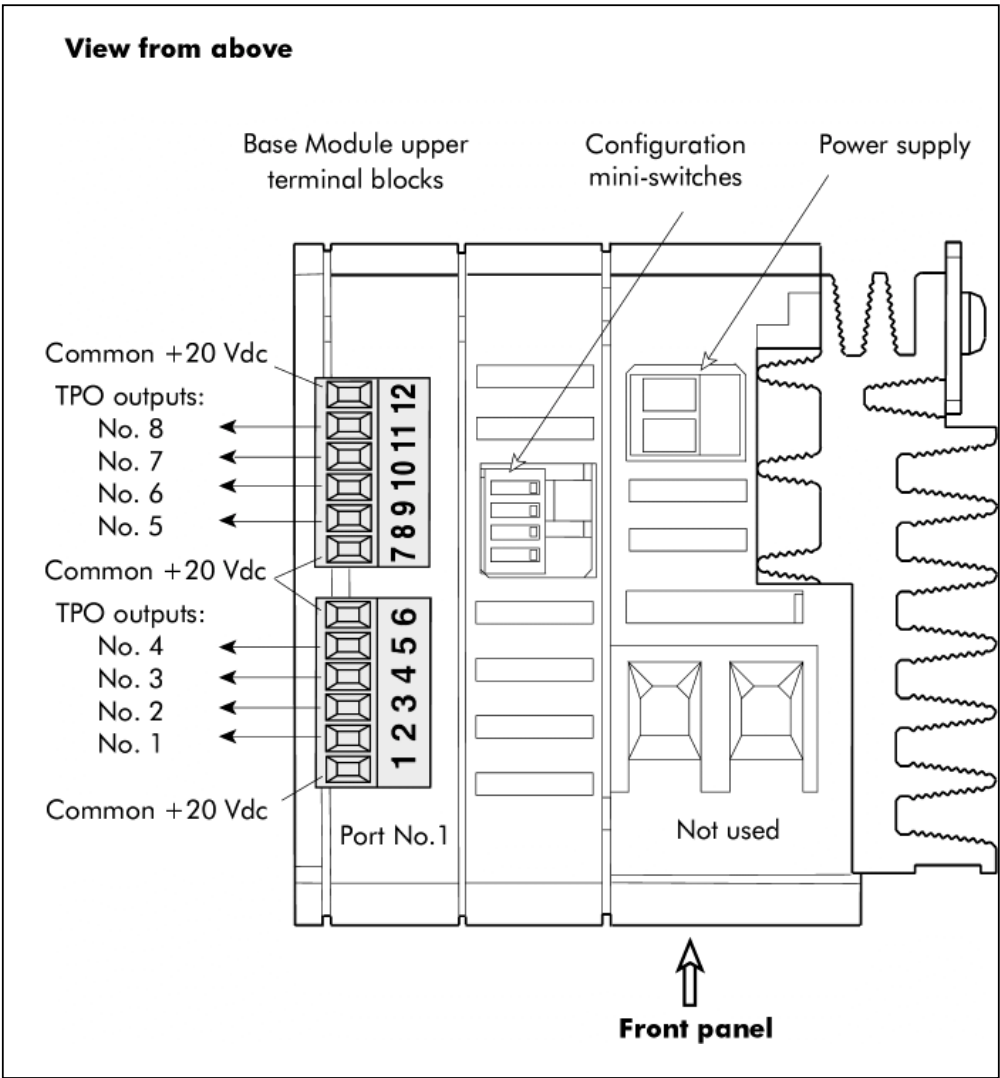 View from above
Base Module upper
terminal blocks
Configuration
mini-switches
Power supply
Common +20 Vdc
TPO outputs:
No. 8
No. 7
No. 6
No. 5
Common +20 Vdc
TPO outputs:
No. 4
No. 3
No. 2
No. 1
Common +20 Vdc
7 8 9 10 11 12
1 2 3 4 5 6
Port No.1
Not used
Front panel